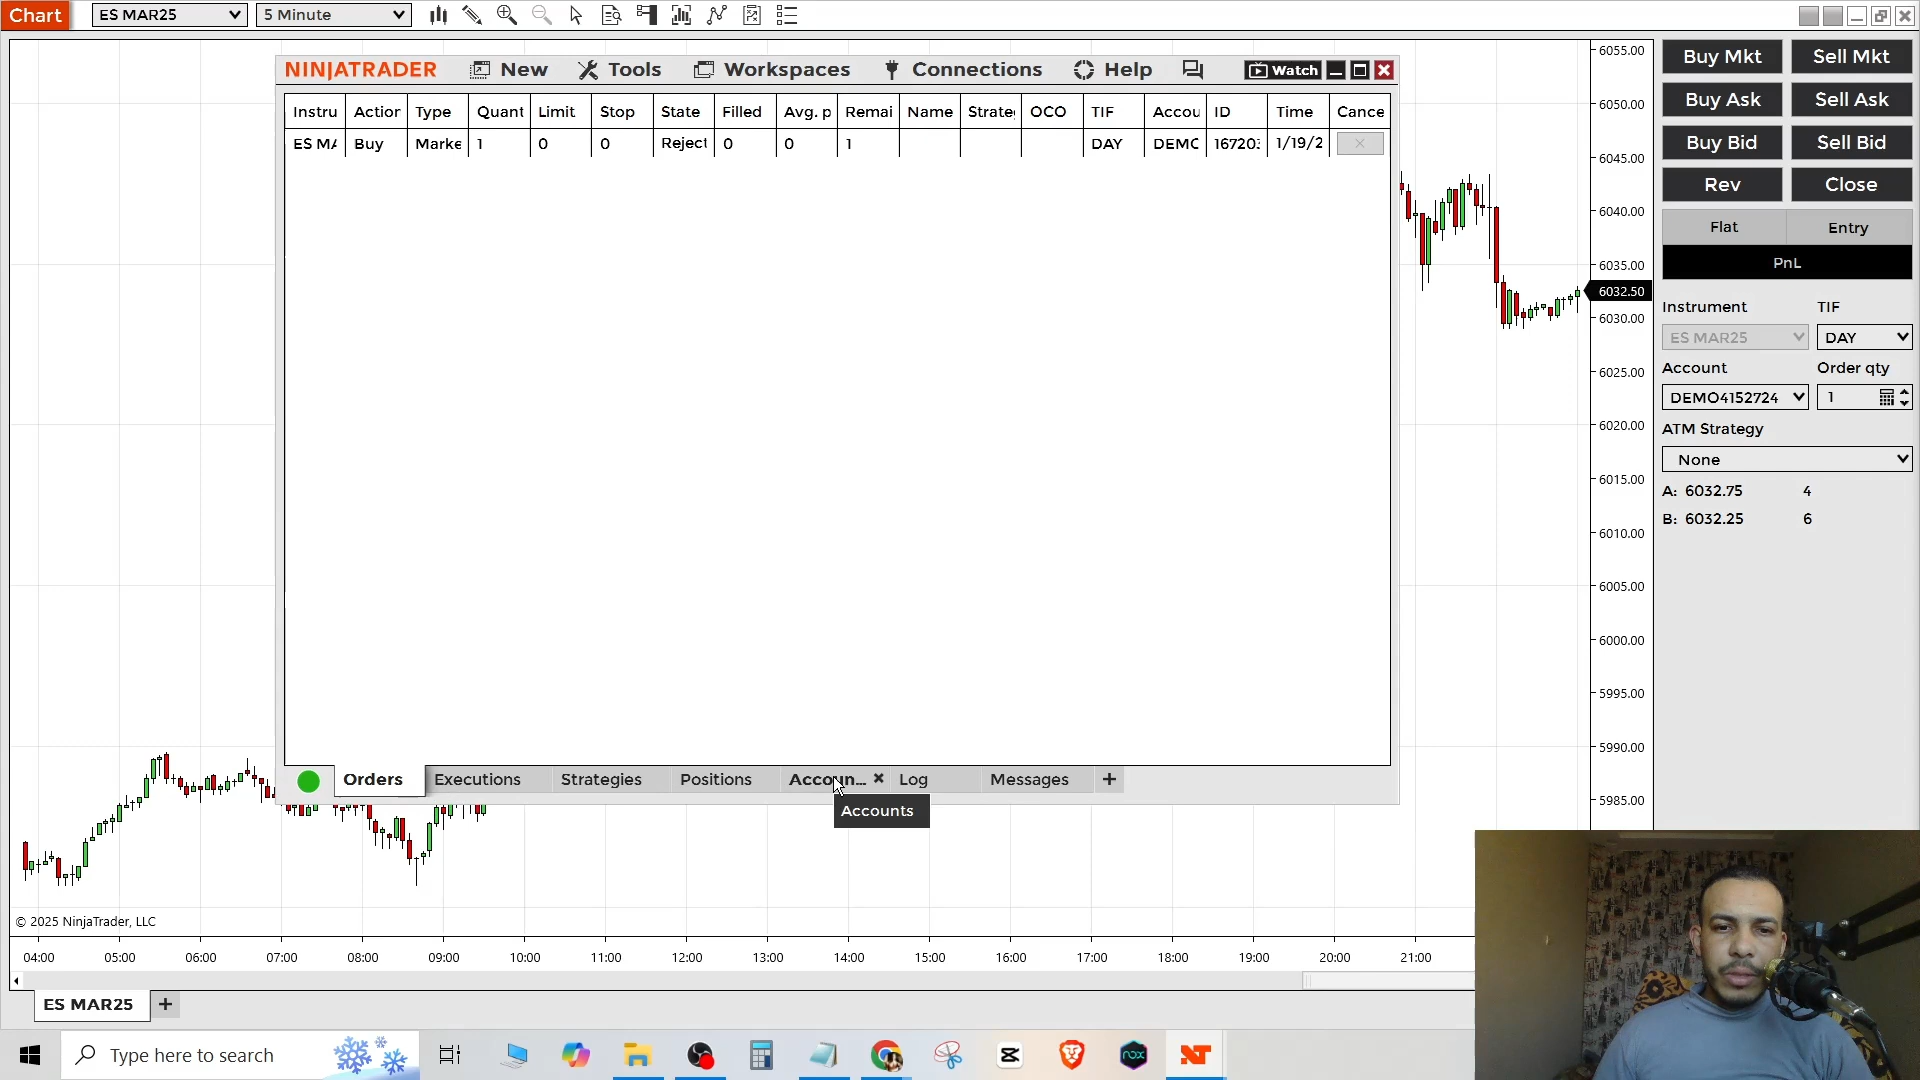 Chart ES MAR25 5 Minute
NINJATRADER New Tools Workspaces Connections Help Watch
Instru Action Type Quant Limit Stop State Filled Avg. p Remai Name Strate OCO TIF Accou ID Time Cance
ES MA Buy Marke 1 0 0 Reject 0 0 1 DAY DEMO 16720 1/19/2
Orders Executions Strategies Positions Accoun... Log Messages +
Accounts
Buy Mkt Sell Mkt
Buy Ask Sell Ask
Buy Bid Sell Bid
Rev Close
Flat Entry
PnL
Instrument TIF
ES MAR25 DAY
Account Order qty
DEMO4152724 1
ATM Strategy
None
A: 6032.75 4
B: 6032.25 6
6055.00
6050.00
6045.00
6040.00
6035.00
6032.50
6030.00
6025.00
6020.00
6015.00
6010.00
6005.00
6000.00
5995.00
5990.00
5985.00
© 2025 NinjaTrader, LLC
04:00 05:00 06:00 07:00 08:00 09:00 10:00 11:00 12:00 13:00 14:00 15:00 16:00 17:00 18:00 19:00 20:00 21:00
ES MAR25 +
Type here to search